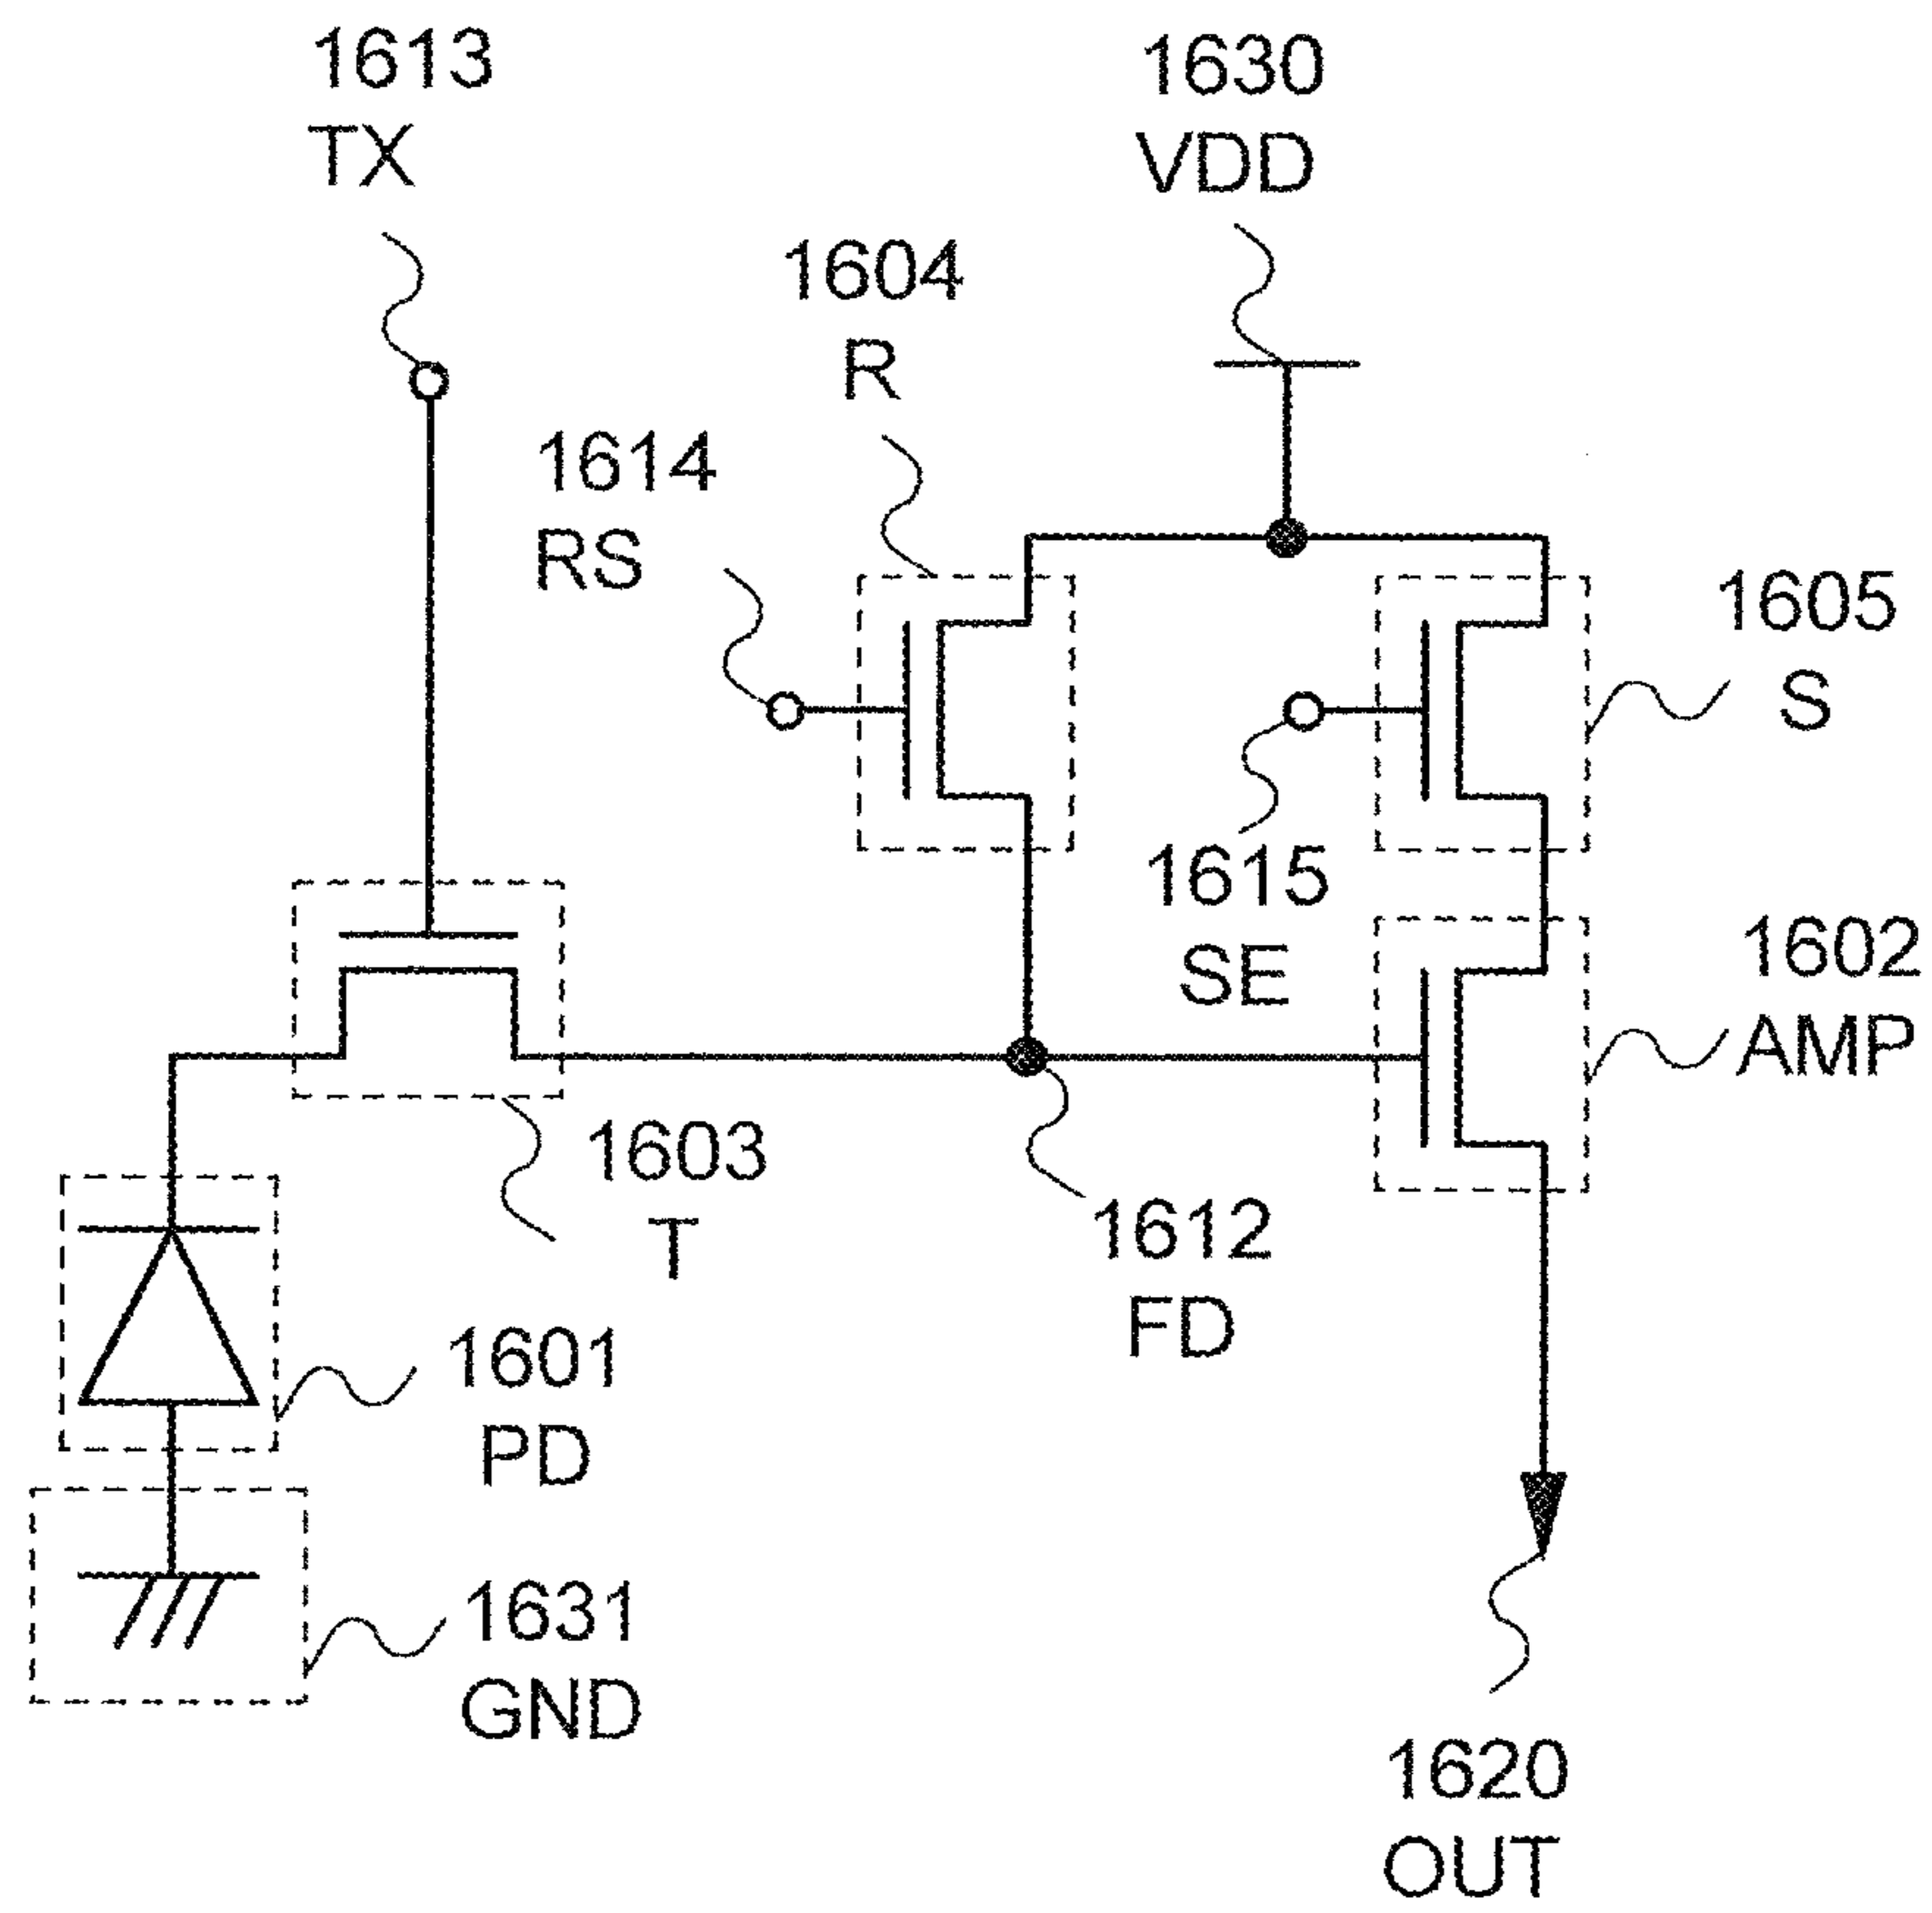 1613
TX
1630
VDD
1604
R
1614
RS
1605
S
1615
SE
1602
AMP
1603
T
1612
FD
1601
PD
1631
GND
1620
OUT